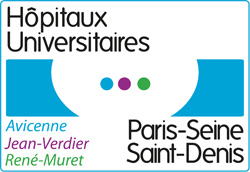 Hôpitaux
Universitaires
Avicenne
Jean-Verdier
René-Muret
Paris-Seine
Saint-Denis